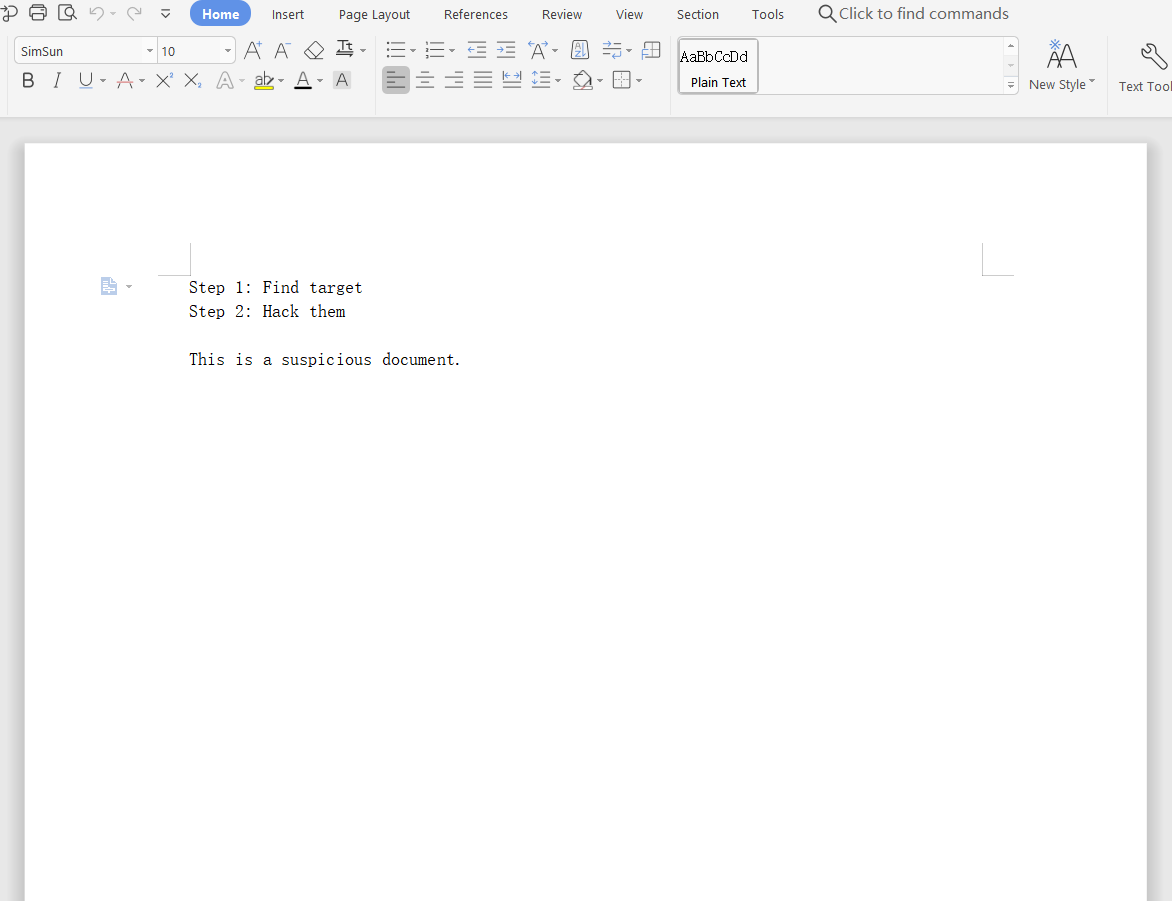 Home Insert Page Layout References Review View Section Tools Click to find commands
SimSun 10
AaBbCcDd
Plain Text
New Style
Text Tool
Step 1: Find target
Step 2: Hack them
This is a suspicious document.